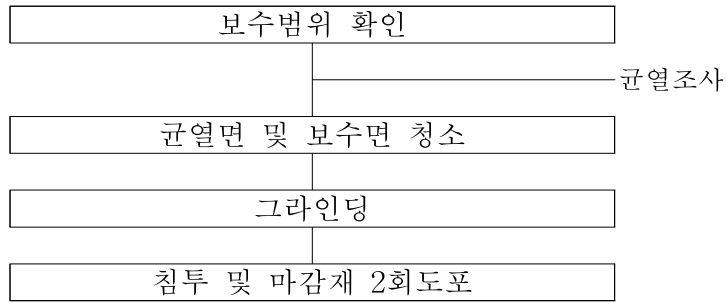 보수범위 확인
균열조사
균열면 및 보수면 청소
그라인딩
침투 및 마감재 2회도포